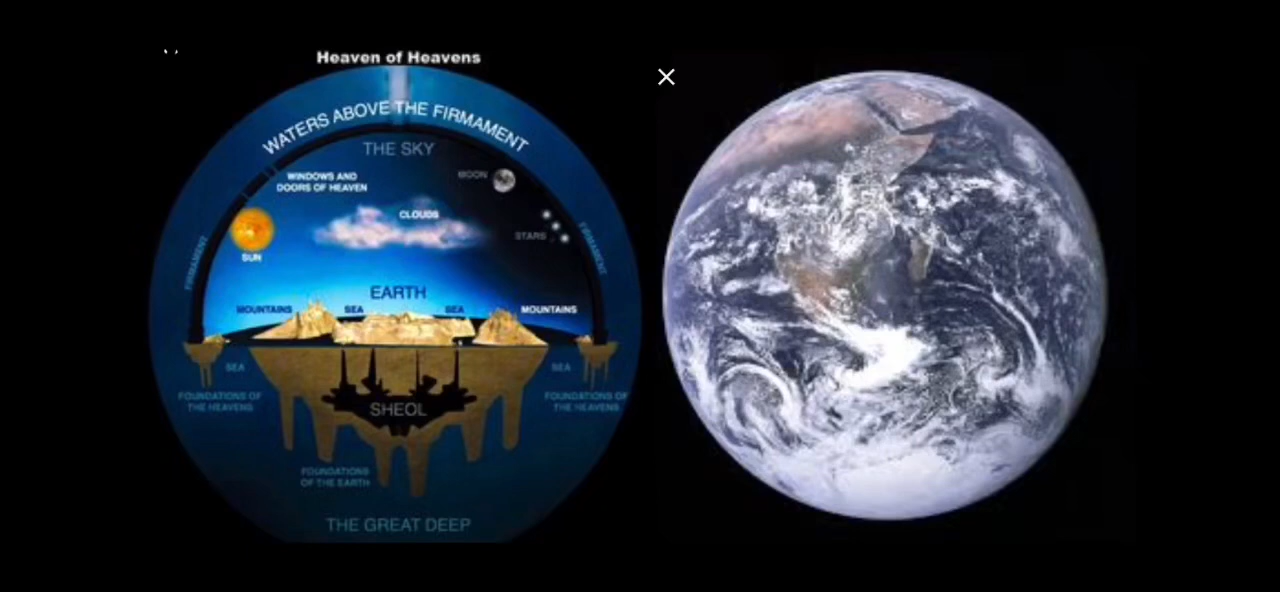 Heaven of Heavens
WATERS ABOVE THE FIRMAMENT
THE SKY
WINDOWS AND
DOORS OF HEAVEN
MOON
CLOUDS
STARS
SUN
FIRMAMENT
FIRMAMENT
EARTH
MOUNTAINS
SEA
SEA
MOUNTAINS
SEA
SEA
FOUNDATIONS OF
THE HEAVENS
FOUNDATIONS OF
THE HEAVENS
SHEOL
FOUNDATIONS
OF THE EARTH
THE GREAT DEEP